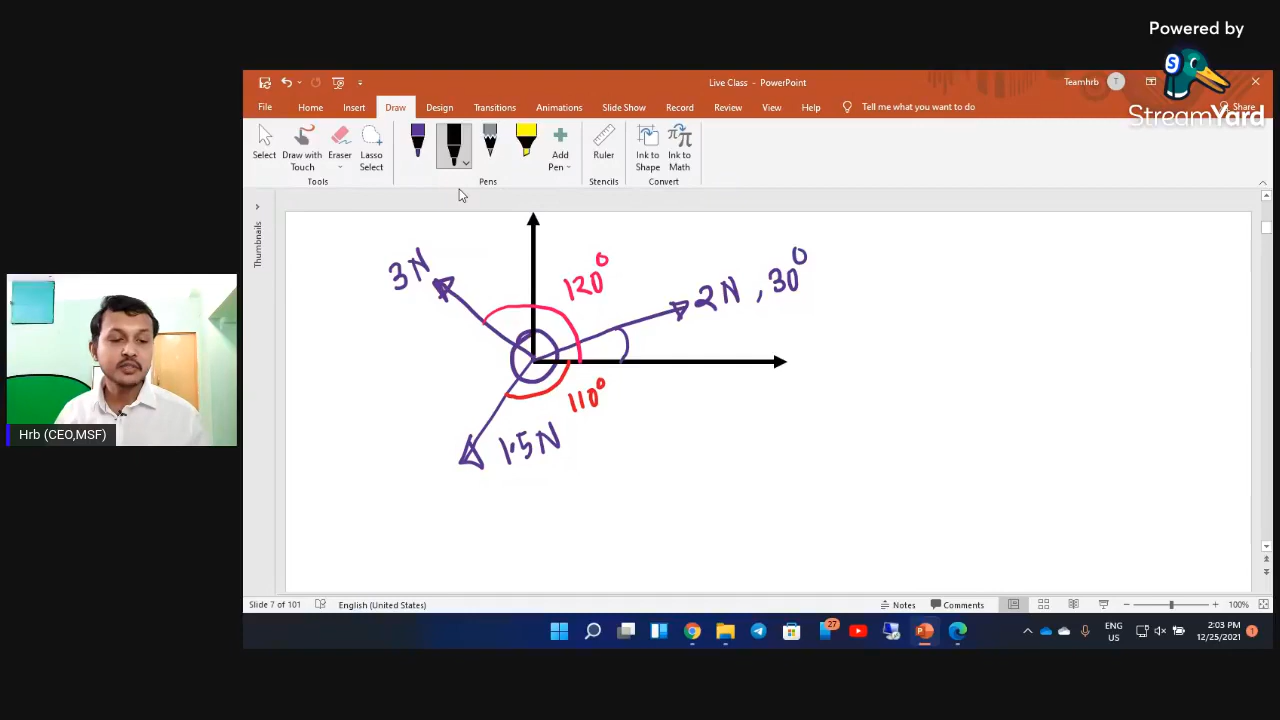 Powered by
S
StreamYard
Live Class - PowerPoint
Teamhrb
T
File
Home
Insert
Draw
Design
Transitions
Animations
Slide Show
Record
Review
View
Help
Tell me what you want to do
Share
Select
Draw with Touch
Eraser
Lasso Select
Add Pen
Ruler
Ink to Shape
Ink to Math
Tools
Pens
Stencils
Convert
Thumbnails
3N
120°
2N , 30°
110°
1.5N
Hrb (CEO,MSF)
Slide 7 of 101
English (United States)
Notes
Comments
100%
27
ENG
US
2:03 PM
12/25/2021
1